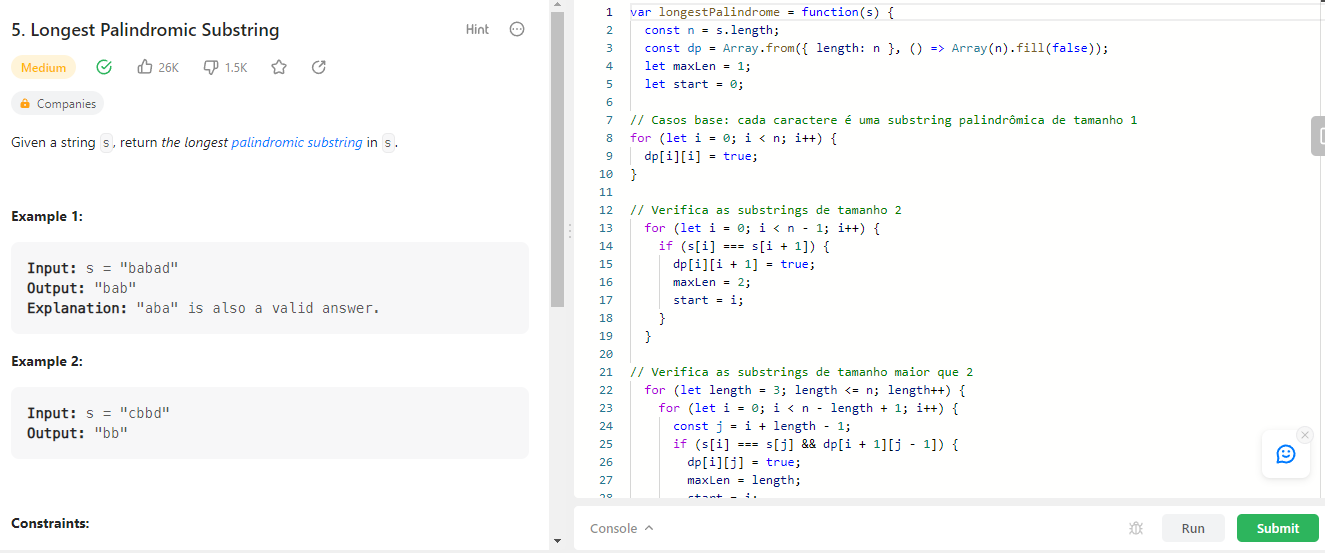 5. Longest Palindromic Substring
Hint
Medium
26K
1.5K
Companies
Given a string s, return the longest palindromic substring in s.
Example 1:
Input: s = "babad"
Output: "bab"
Explanation: "aba" is also a valid answer.
Example 2:
Input: s = "cbbd"
Output: "bb"
Constraints:
1 var longestPalindrome = function(s) {
2 const n = s.length;
3 const dp = Array.from({ length: n }, () => Array(n).fill(false));
4 let maxLen = 1;
5 let start = 0;
6
7 // Casos base: cada caractere é uma substring palindrômica de tamanho 1
8 for (let i = 0; i < n; i++) {
9 dp[i][i] = true;
10 }
11
12 // Verifica as substrings de tamanho 2
13 for (let i = 0; i < n - 1; i++) {
14 if (s[i] === s[i + 1]) {
15 dp[i][i + 1] = true;
16 maxLen = 2;
17 start = i;
18 }
19 }
20
21 // Verifica as substrings de tamanho maior que 2
22 for (let length = 3; length <= n; length++) {
23 for (let i = 0; i < n - length + 1; i++) {
24 const j = i + length - 1;
25 if (s[i] === s[j] && dp[i + 1][j - 1]) {
26 dp[i][j] = true;
27 maxLen = length;
28 start = i;
Console
Run
Submit